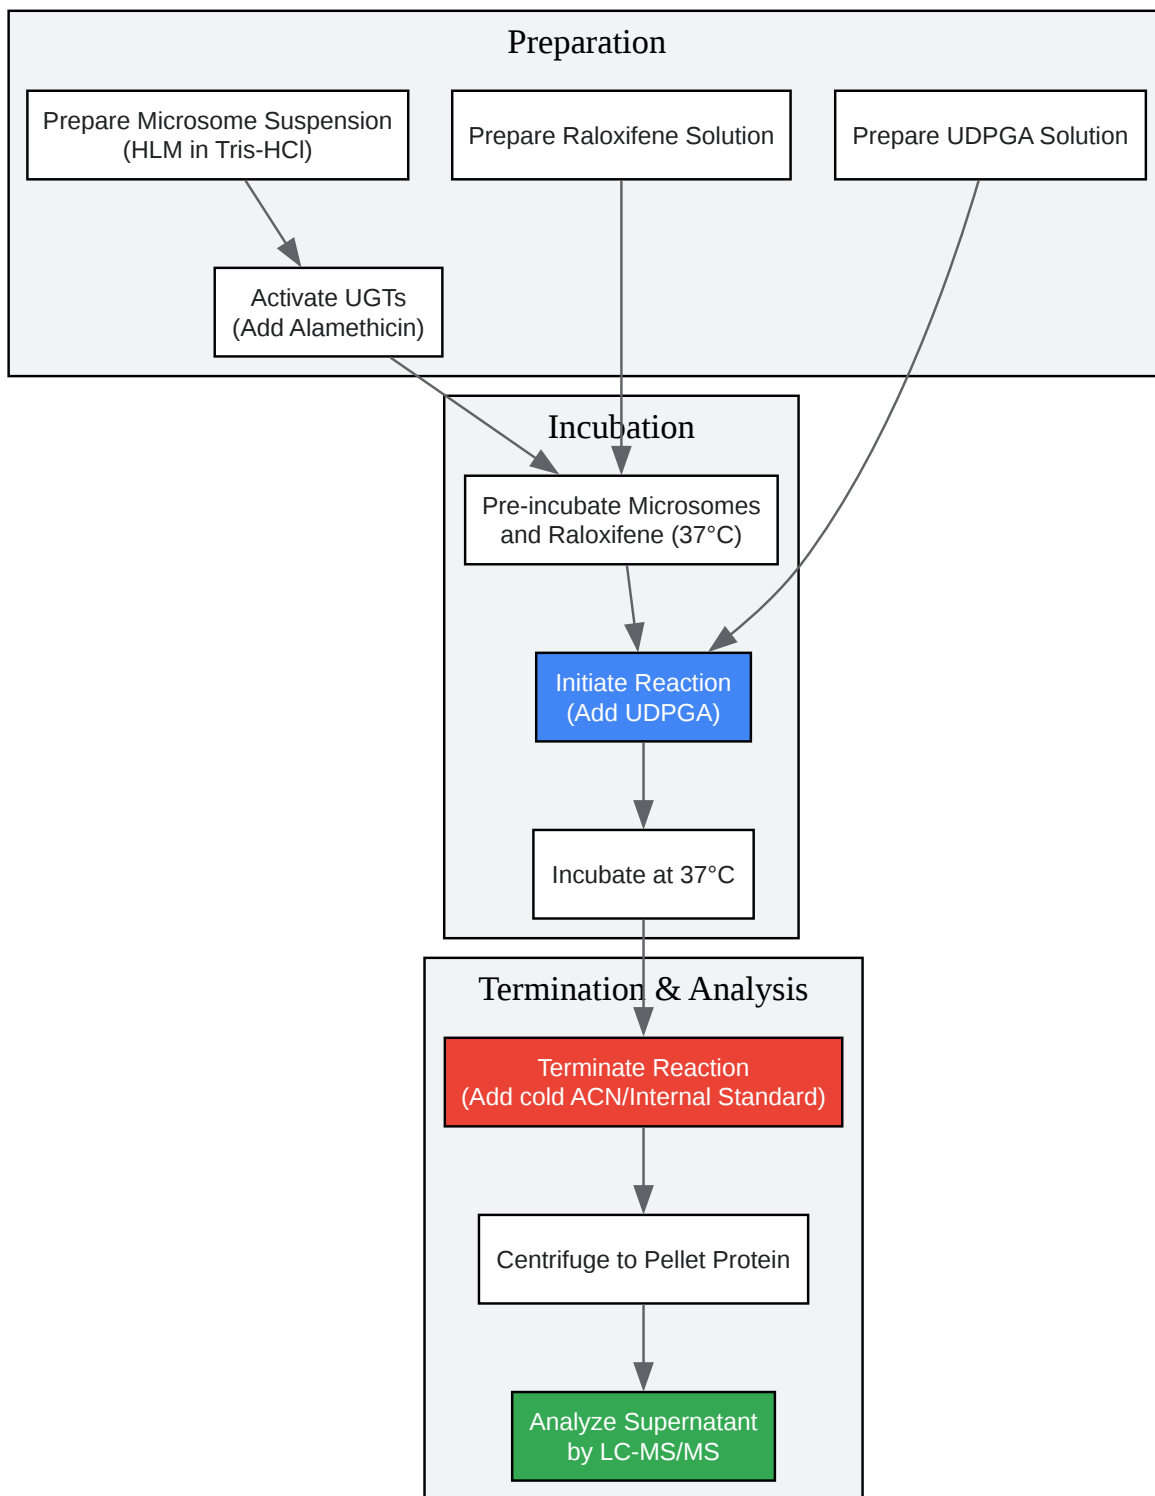 Preparation
Prepare Microsome Suspension
(HLM in Tris-HCl)
Prepare Raloxifene Solution
Prepare UDPGA Solution
Activate UGTs
(Add Alamethicin)
Incubation
Pre-incubate Microsomes
and Raloxifene (37°C)
Initiate Reaction
(Add UDPGA)
Incubate at 37°C
Termination & Analysis
Terminate Reaction
(Add cold ACN/Internal Standard)
Centrifuge to Pellet Protein
Analyze Supernatant
by LC-MS/MS